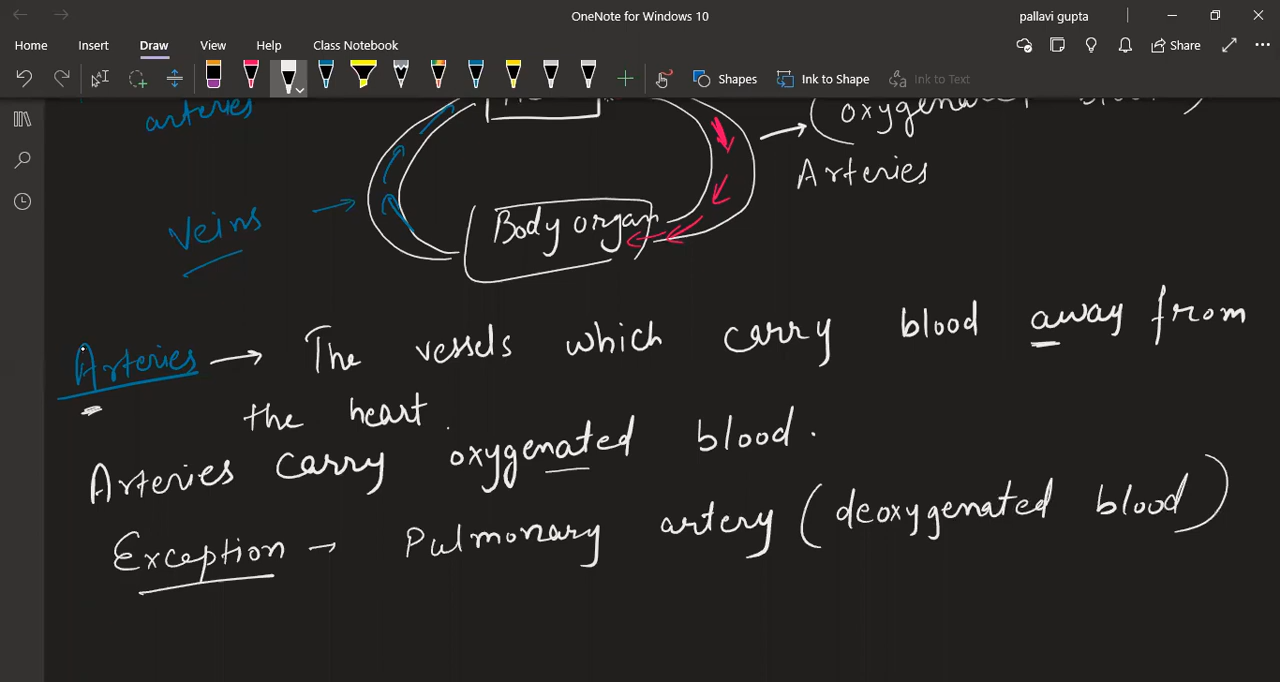 OneNote for Windows 10
pallavi gupta
Home Insert Draw View Help Class Notebook
Share
Shapes Ink to Shape Ink to Text
arteries
oxygenated blood )
Arteries
Veins
Body organ
Arteries → The vessels which carry blood away from
the heart.
Arteries carry oxygenated blood.
Exception → Pulmonary artery (deoxygenated blood)